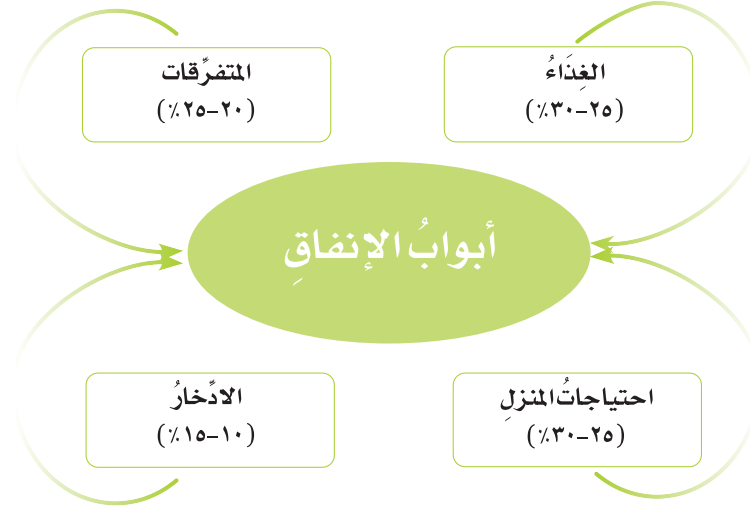 الغِذَاءُ
(٢٥–٣٠٪)
المتفرِّقات
(٢٠–٢٥٪)
أبوابُ الإنفاقِ
احتياجاتُ المنزلِ
(٢٥–٣٠٪)
الادِّخارُ
(١٠–١٥٪)